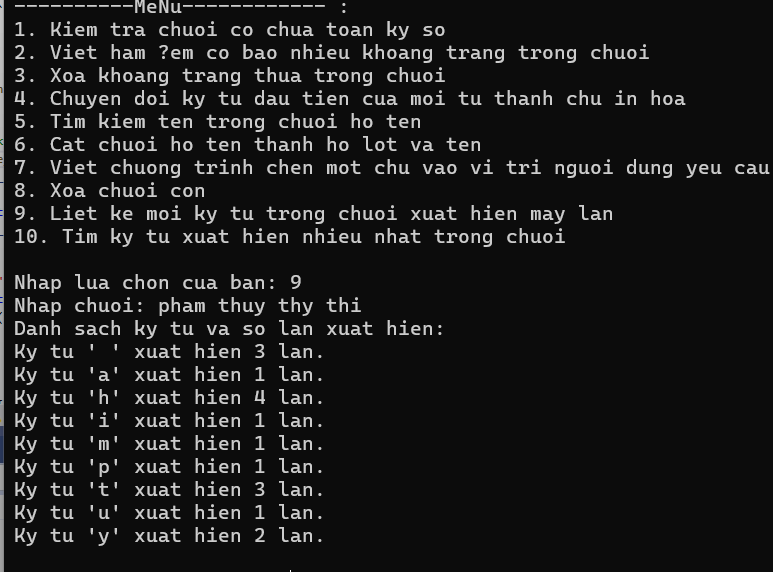 ----------MeNu------------ :
1. Kiem tra chuoi co chua toan ky so
2. Viet ham ?em co bao nhieu khoang trang trong chuoi
3. Xoa khoang trang thua trong chuoi
4. Chuyen doi ky tu dau tien cua moi tu thanh chu in hoa
5. Tim kiem ten trong chuoi ho ten
6. Cat chuoi ho ten thanh ho lot va ten
7. Viet chuong trinh chen mot chu vao vi tri nguoi dung yeu cau
8. Xoa chuoi con
9. Liet ke moi ky tu trong chuoi xuat hien may lan
10. Tim ky tu xuat hien nhieu nhat trong chuoi
Nhap lua chon cua ban: 9
Nhap chuoi: pham thuy thy thi
Danh sach ky tu va so lan xuat hien:
Ky tu ' ' xuat hien 3 lan.
Ky tu 'a' xuat hien 1 lan.
Ky tu 'h' xuat hien 4 lan.
Ky tu 'i' xuat hien 1 lan.
Ky tu 'm' xuat hien 1 lan.
Ky tu 'p' xuat hien 1 lan.
Ky tu 't' xuat hien 3 lan.
Ky tu 'u' xuat hien 1 lan.
Ky tu 'y' xuat hien 2 lan.